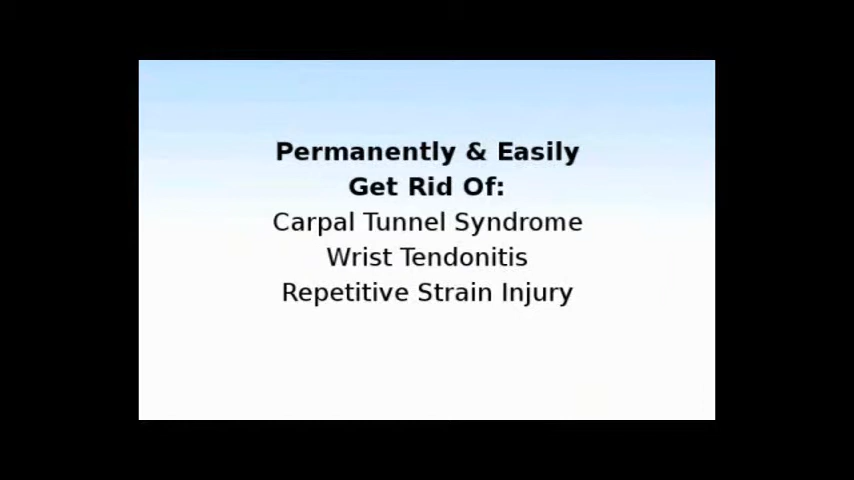 Permanently & Easily
Get Rid Of:
Carpal Tunnel Syndrome
Wrist Tendonitis
Repetitive Strain Injury